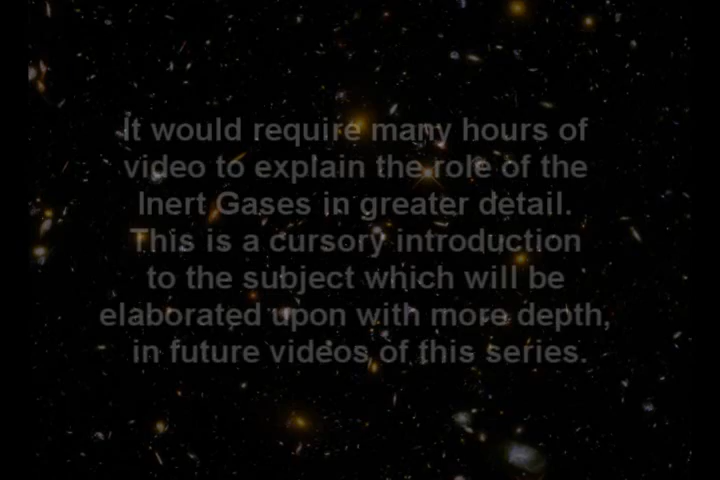 It would require many hours of
video to explain the role of the
Inert Gases in greater detail.
This is a cursory introduction
to the subject which will be
elaborated upon with more depth,
in future videos of this series.